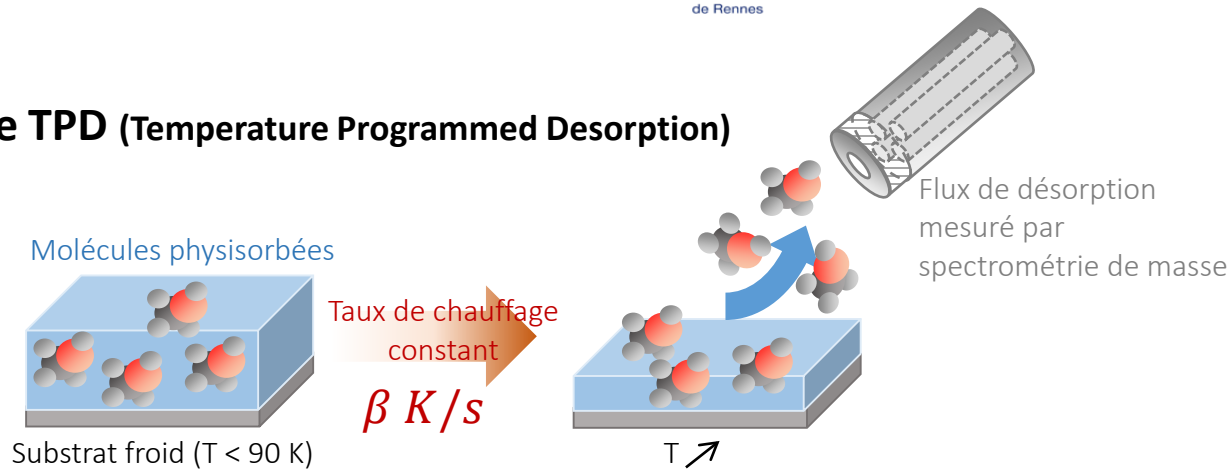 de Rennes
e TPD (Temperature Programmed Desorption)
Flux de désorption
mesuré par
spectrométrie de masse
Molécules physisorbées
Taux de chauffage
constant
β K/s
Substrat froid (T < 90 K)
T ↗